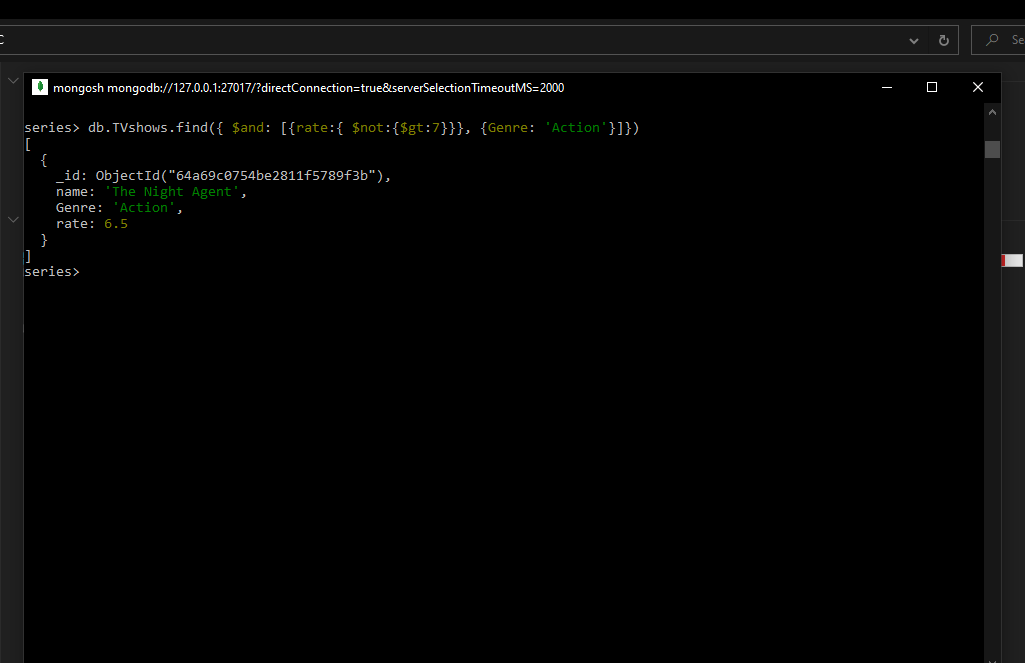 C
Se
mongosh mongodb://127.0.0.1:27017/?directConnection=true&serverSelectionTimeoutMS=2000
series> db.TVshows.find({ $and: [{rate:{ $not:{$gt:7}}}, {Genre: 'Action'}]})
[
  {
    _id: ObjectId("64a69c0754be2811f5789f3b"),
    name: 'The Night Agent',
    Genre: 'Action',
    rate: 6.5
  }
]
series>